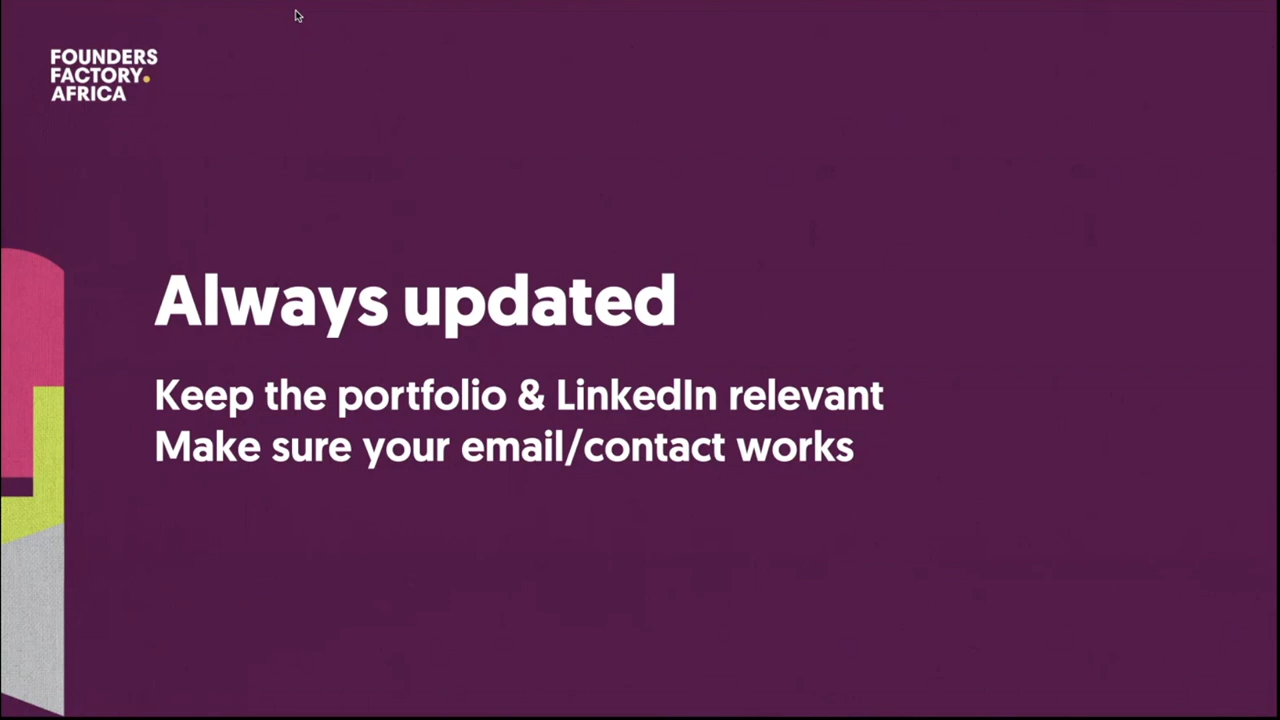 FOUNDERS
FACTORY.
AFRICA
Always updated
Keep the portfolio & LinkedIn relevant
Make sure your email/contact works